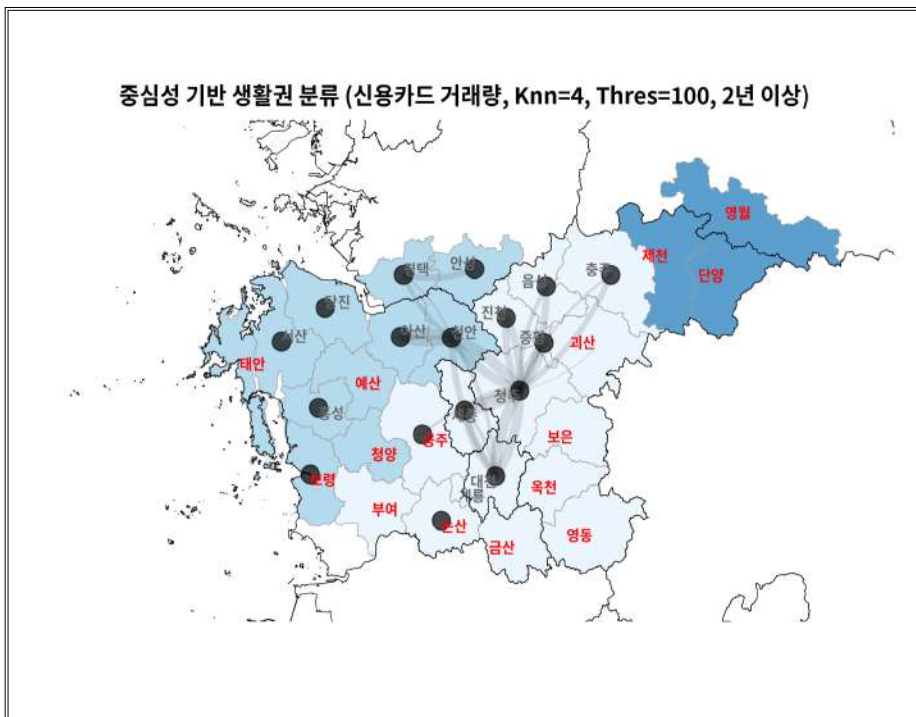 중심성 기반 생활권 분류 (신용카드 거래량, Knn=4, Thres=100, 2년 이상)
영월
제천
단양
평택
안성
음성
충주
당진
진천
서산
아산
천안
증평
괴산
태안
예산
청주
홍성
세종
공주
보은
청양
보령
대전
옥천
계룡
부여
논산
금산
영동